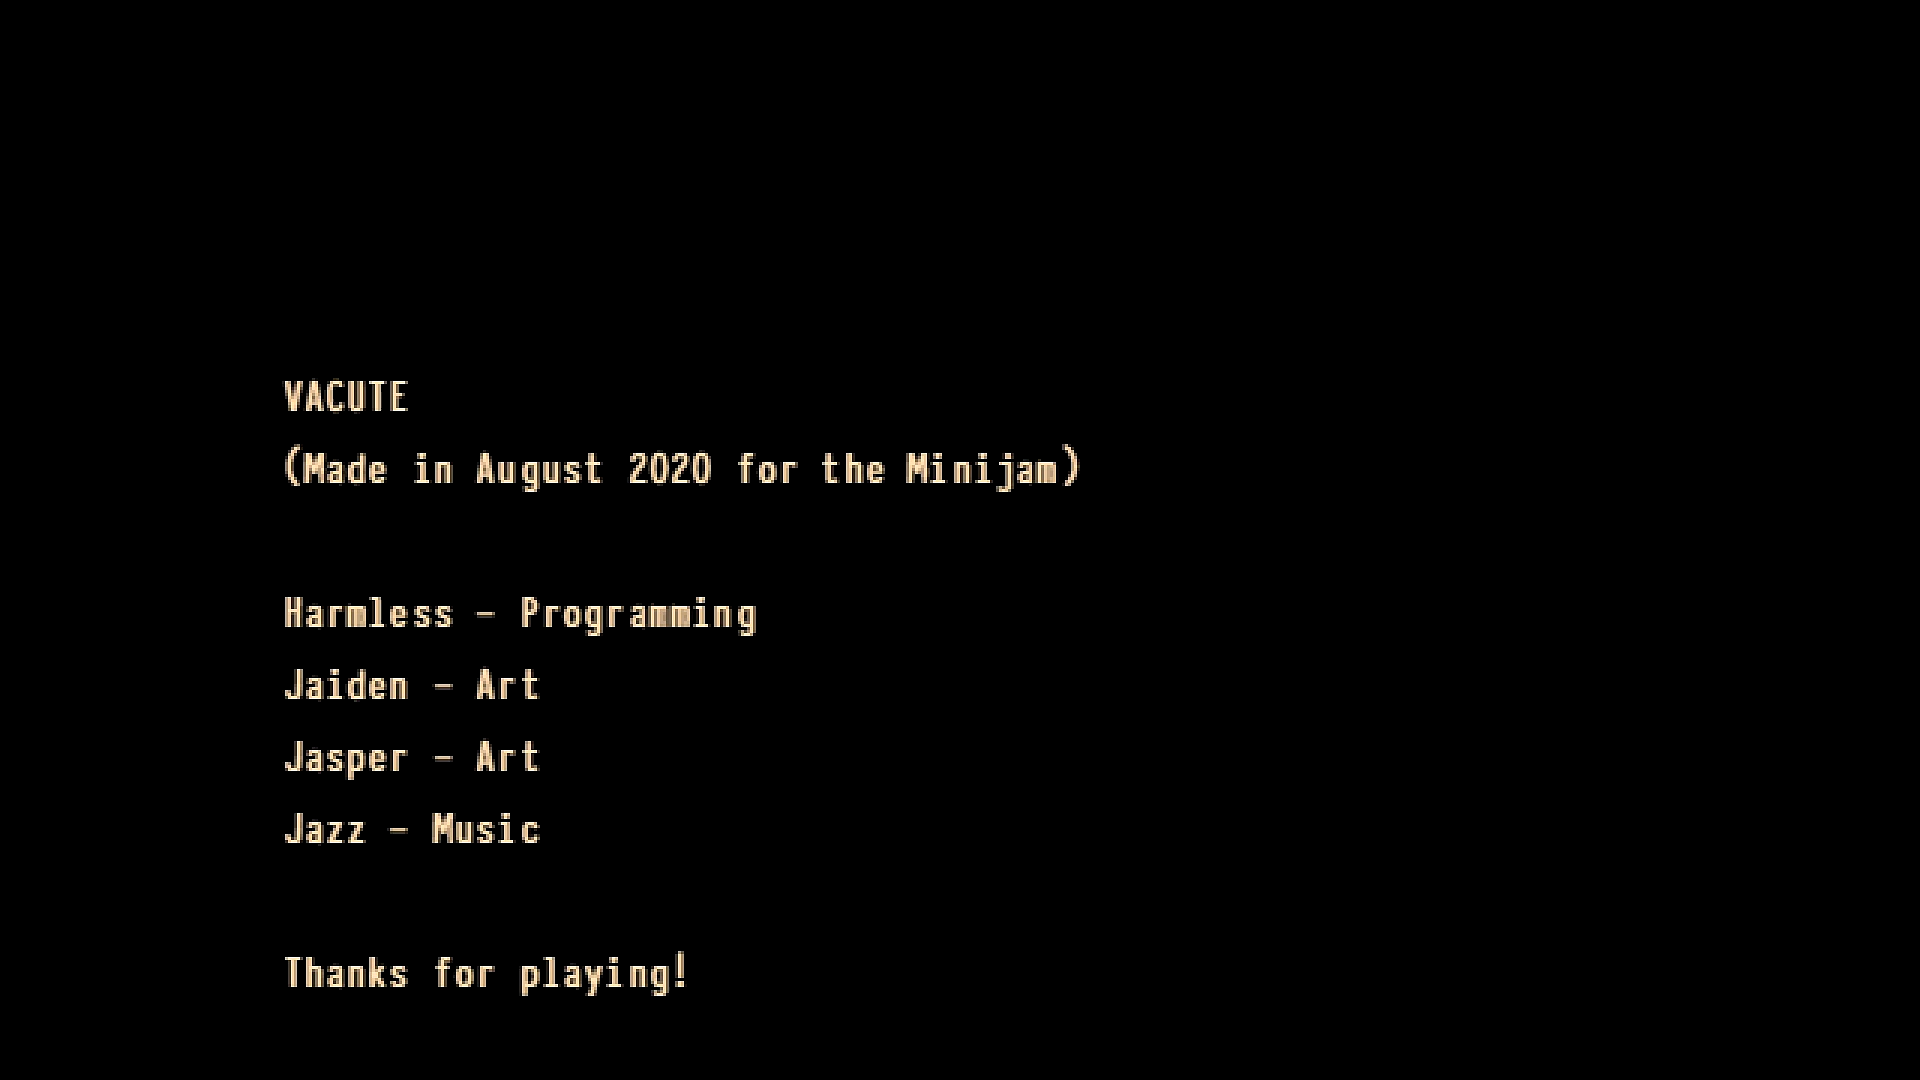 VACUTE
(Made in August 2020 for the Minijam)
Harmless - Programming
Jaiden - Art
Jasper - Art
Jazz - Music
Thanks for playing!